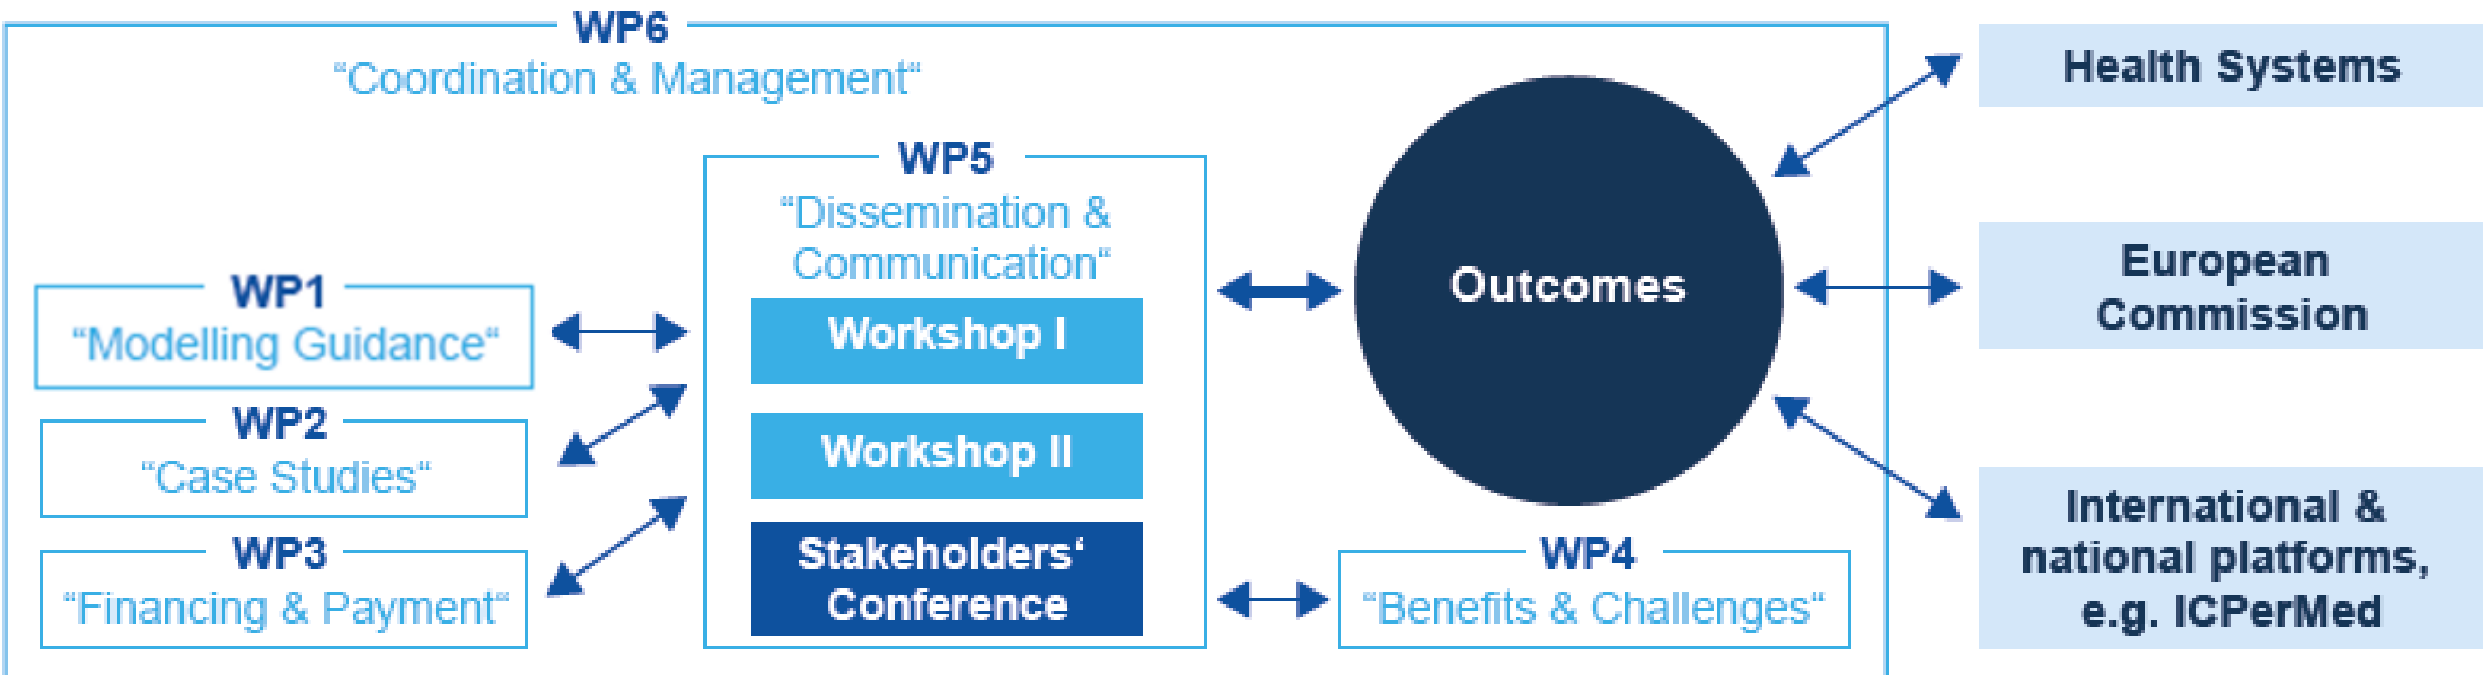 WP6
“Coordination & Management“
WP1
“Modelling Guidance“
WP2
“Case Studies“
WP3
“Financing & Payment“
WP5
“Dissemination &
Communication“
Workshop I
Workshop II
Stakeholders‘
Conference
Outcomes
WP4
“Benefits & Challenges“
Health Systems
European
Commission
International &
national platforms,
e.g. ICPerMed